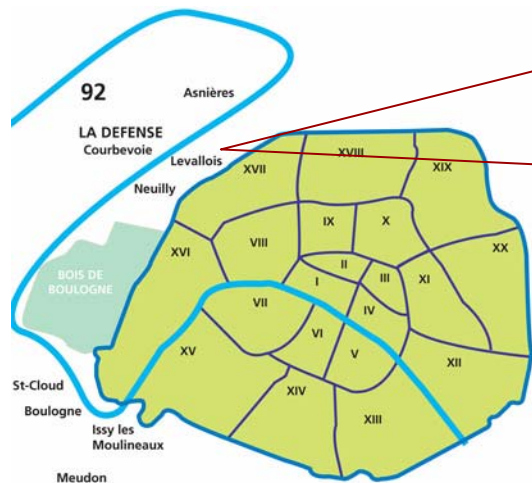 92
Asnières
LA DEFENSE
Courbevoie
Levallois
Neuilly
XVII
XVIII
XIX
IX
X
XVI
VIII
XX
II
BOIS DE
BOULOGNE
I
III
XI
VII
IV
VI
XV
V
XII
St-Cloud
XIV
Boulogne
XIII
Issy les
Moulineaux
Meudon